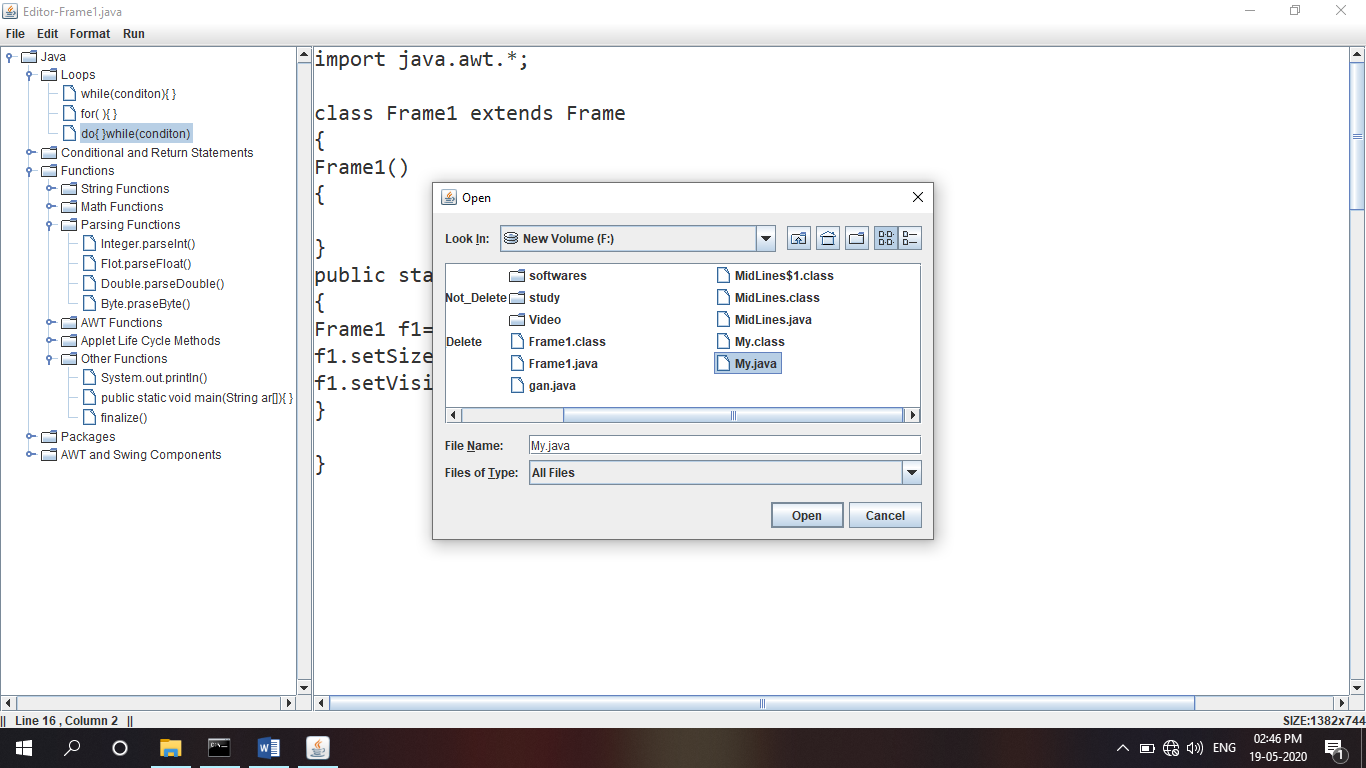 Editor-Frame1.java
File Edit Format Run
Java
Loops
while(conditon){ }
for( ){ }
do{ }while(conditon)
Conditional and Return Statements
Functions
String Functions
Math Functions
Parsing Functions
Integer.parseInt()
Flot.parseFloat()
Double.parseDouble()
Byte.praseByte()
AWT Functions
Applet Life Cycle Methods
Other Functions
System.out.println()
public static void main(String ar[]){ }
finalize()
Packages
AWT and Swing Components
import java.awt.*;
class Frame1 extends Frame
{
Frame1()
{
}
public sta
{
Frame1 f1=
f1.setSize
f1.setVisi
}
}
Open
Look In: New Volume (F:)
softwares
Not_Delete study
Video
Delete Frame1.class
Frame1.java
gan.java
MidLines$1.class
MidLines.class
MidLines.java
My.class
My.java
File Name: My.java
Files of Type: All Files
Open Cancel
|| Line 16 , Column 2 || SIZE:1382x744
ENG 02:46 PM
19-05-2020
1